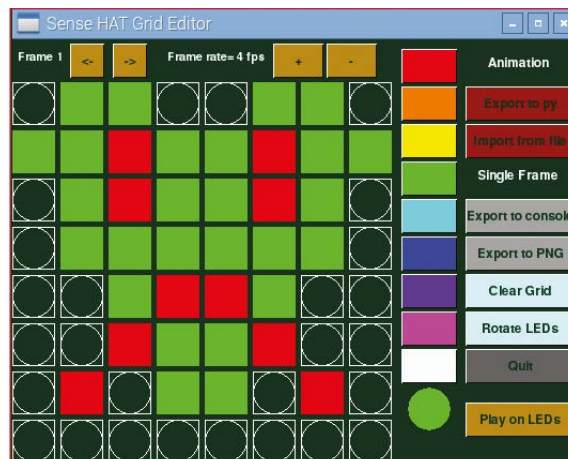 Sense HAT Grid Editor
Frame 1
<-
->
Frame rate= 4 fps
+
-
Animation
Export to py
Import from file
Single Frame
Export to console
Export to PNG
Clear Grid
Rotate LEDs
Quit
Play on LEDs